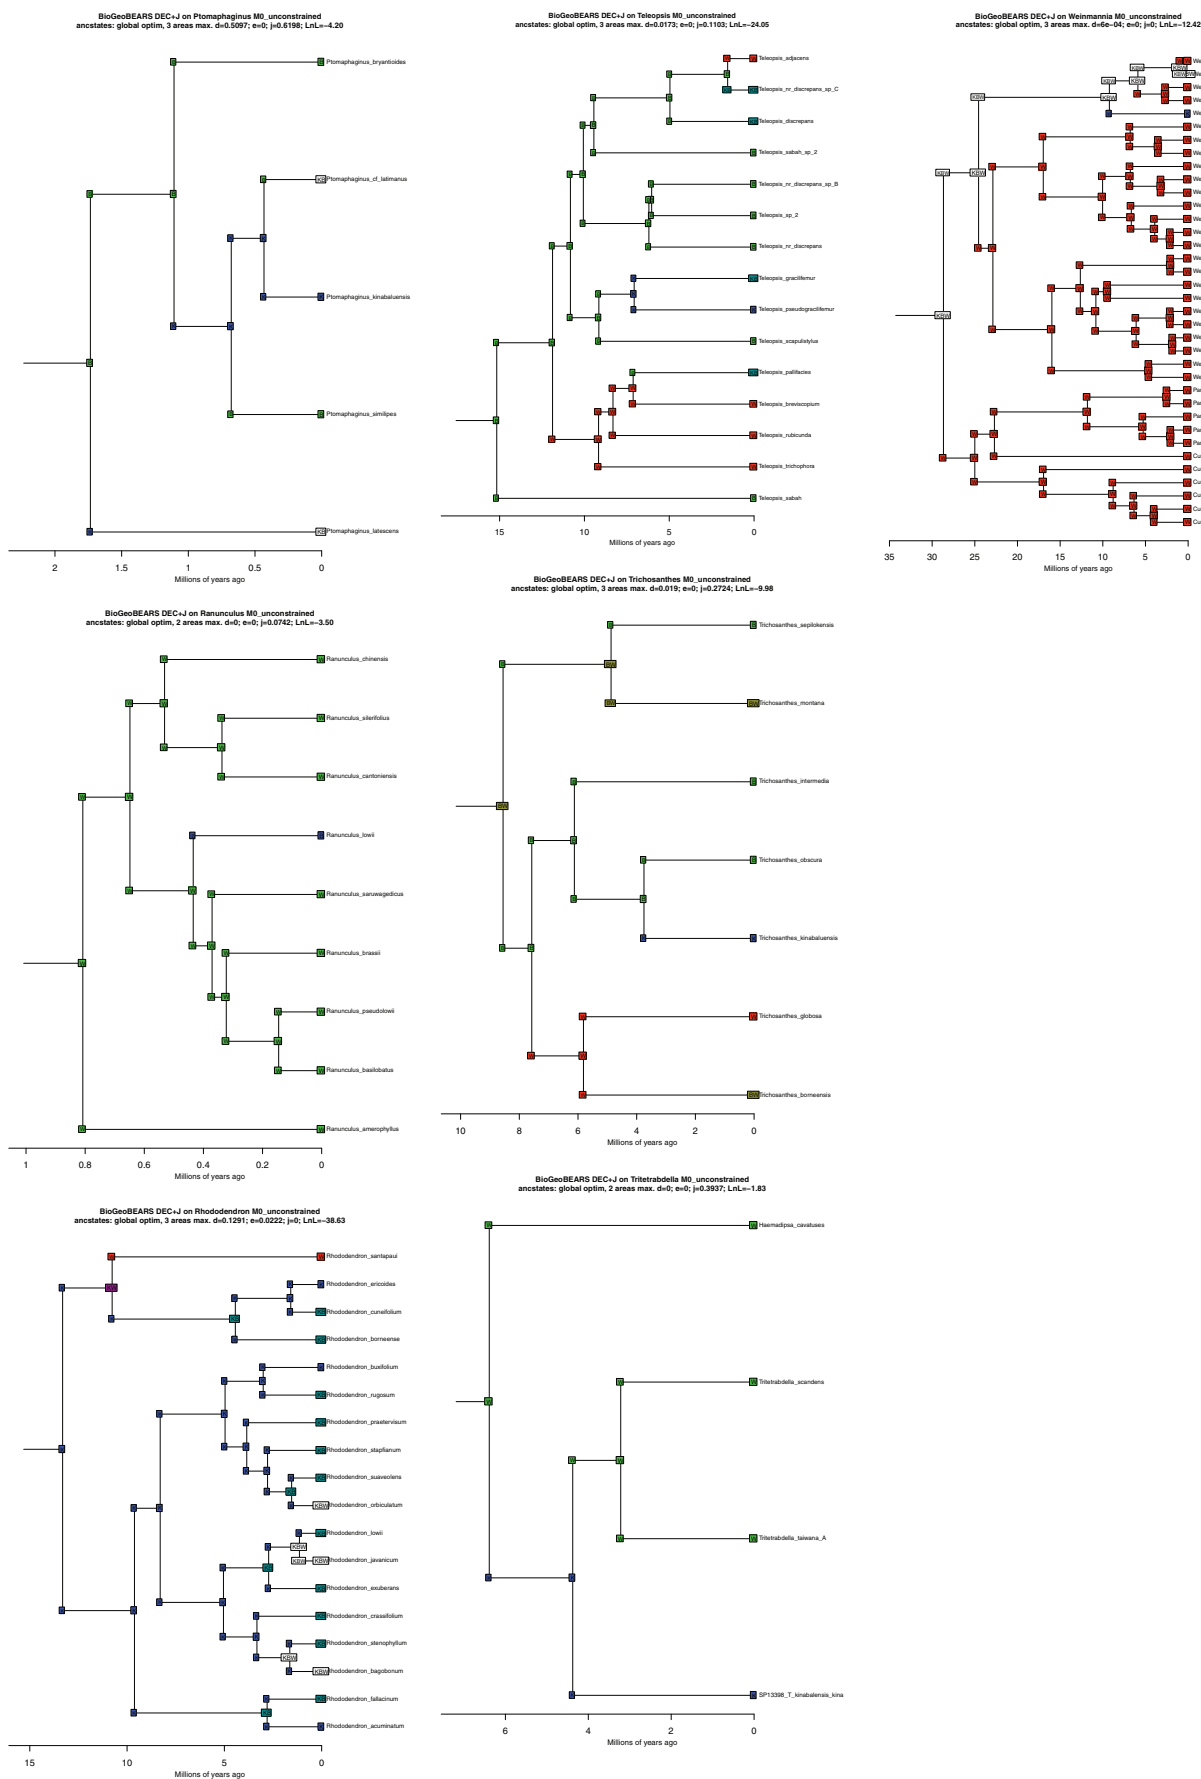 BioGeoBEARS DEC+J on Ptomaphaginus M0_unconstrained
ancstates: global optim, 3 areas max. d=0.5097; e=0; j=0.6198; LnL=−4.20
Ptomaphaginus_bryantioides
Ptomaphaginus_cf_latimanus
Ptomaphaginus_kinabaluensis
Ptomaphaginus_similipes
Ptomaphaginus_latescens
2 1.5 1 0.5 0
Millions of years ago
BioGeoBEARS DEC+J on Teleopsis M0_unconstrained
ancstates: global optim, 3 areas max. d=0.0173; e=0; j=0.1103; LnL=−24.05
Teleopsis_adjacens
Teleopsis_nr_discrepans_sp_C
Teleopsis_discrepans
Teleopsis_sabah_sp_2
Teleopsis_nr_discrepans_sp_B
Teleopsis_sp_2
Teleopsis_nr_discrepans
Teleopsis_gracilifemur
Teleopsis_pseudogracilifemur
Teleopsis_scapulistylus
Teleopsis_pallifacies
Teleopsis_breviscopium
Teleopsis_rubicunda
Teleopsis_trichophora
Teleopsis_sabah
15 10 5 0
Millions of years ago
BioGeoBEARS DEC+J on Weinmannia M0_unconstrained
ancstates: global optim, 3 areas max. d=6e−04; e=0; j=0; LnL=−12.42
35 30 25 20 15 10 5 0
Millions of years ago
BioGeoBEARS DEC+J on Ranunculus M0_unconstrained
ancstates: global optim, 2 areas max. d=0; e=0; j=0.0742; LnL=−3.50
Ranunculus_chinensis
Ranunculus_silerifolius
Ranunculus_cantoniensis
Ranunculus_lowii
Ranunculus_saruwagedicus
Ranunculus_brassii
Ranunculus_pseudolowii
Ranunculus_basilobatus
Ranunculus_amerophyllus
1 0.8 0.6 0.4 0.2 0
Millions of years ago
BioGeoBEARS DEC+J on Trichosanthes M0_unconstrained
ancstates: global optim, 3 areas max. d=0.019; e=0; j=0.2724; LnL=−9.98
Trichosanthes_sepilokensis
Trichosanthes_montana
Trichosanthes_intermedia
Trichosanthes_obscura
Trichosanthes_kinabaluensis
Trichosanthes_globosa
Trichosanthes_borneensis
10 8 6 4 2 0
Millions of years ago
BioGeoBEARS DEC+J on Rhododendron M0_unconstrained
ancstates: global optim, 3 areas max. d=0.1291; e=0.0222; j=0; LnL=−38.63
Rhododendron_santapaui
Rhododendron_ericoides
Rhododendron_cuneifolium
Rhododendron_borneense
Rhododendron_buxifolium
Rhododendron_rugosum
Rhododendron_praetervisum
Rhododendron_stapfianum
Rhododendron_suaveolens
Rhododendron_orbiculatum
Rhododendron_lowii
Rhododendron_javanicum
Rhododendron_exuberans
Rhododendron_crassifolium
Rhododendron_stenophyllum
Rhododendron_bagobonum
Rhododendron_fallacinum
Rhododendron_acuminatum
15 10 5 0
Millions of years ago
BioGeoBEARS DEC+J on Tritetrabdella M0_unconstrained
ancstates: global optim, 2 areas max. d=0; e=0; j=0.3937; LnL=−1.83
Haemadipsa_cavatuses
Tritetrabdella_scandens
Tritetrabdella_taiwana_A
SP13398_T_kinabalensis_kina
6 4 2 0
Millions of years ago